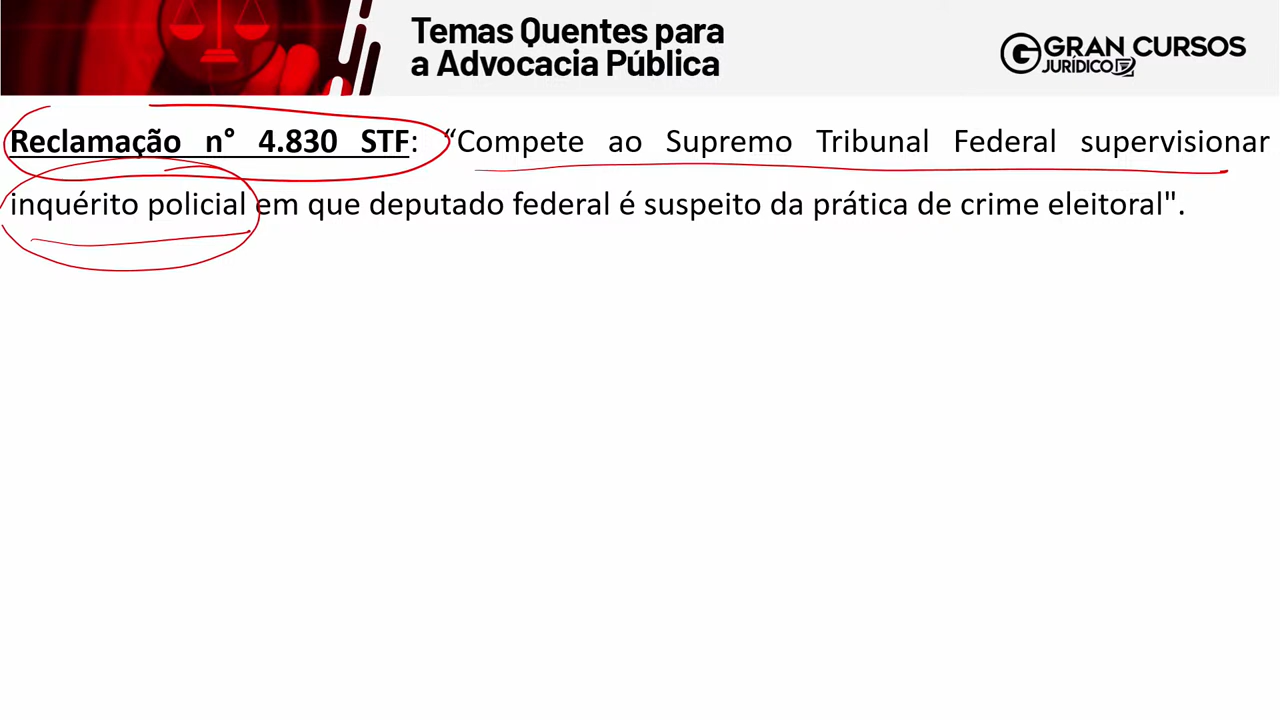 Temas Quentes para
a Advocacia Pública
GRAN CURSOS
JURÍDICO
Reclamação n° 4.830 STF: “Compete ao Supremo Tribunal Federal supervisionar
inquérito policial em que deputado federal é suspeito da prática de crime eleitoral".